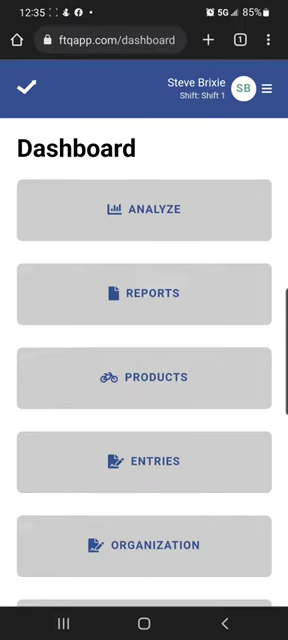 12:35
5G 85%
ftqapp.com/dashboard
1
Steve Brixie
Shift: Shift 1
SB
Dashboard
ANALYZE
REPORTS
PRODUCTS
ENTRIES
ORGANIZATION